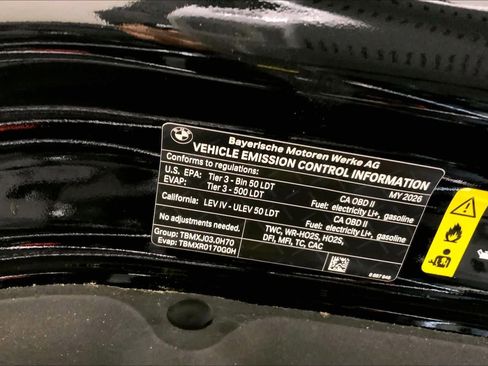 Bayerische Motoren Werke AG
VEHICLE EMISSION CONTROL INFORMATION
Conforms to regulations: MY 2026
U.S. EPA: Tier 3 - Bin 50 LDT CA OBD II
EVAP: Tier 3 - 500 LDT Fuel: electricity Li+, gasoline
California: LEV IV - ULEV 50 LDT CA OBD II
Fuel: electricity Li+, gasoline
No adjustments needed.
Group: TBMXJ03.0H70 TWC, WR-HO2S, HO2S,
Evap: TBMXR0170G0H DFI, MFI, TC, CAC